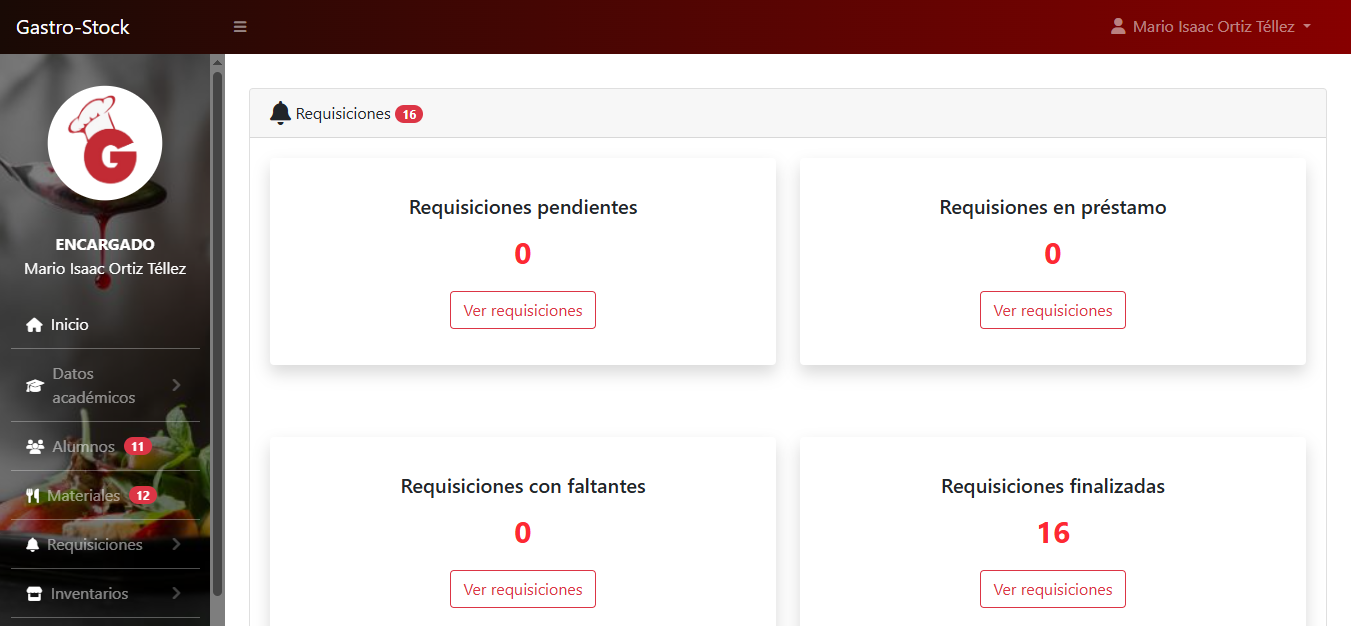 Gastro-Stock
Mario Isaac Ortiz Téllez
G
ENCARGADO
Mario Isaac Ortiz Téllez
Inicio
Datos
académicos
Alumnos 11
Materiales 12
Requisiciones
Inventarios
Requisiciones 16
Requisiciones pendientes
0
Ver requisiciones
Requisiones en préstamo
0
Ver requisiciones
Requisiciones con faltantes
0
Ver requisiciones
Requisiciones finalizadas
16
Ver requisiciones